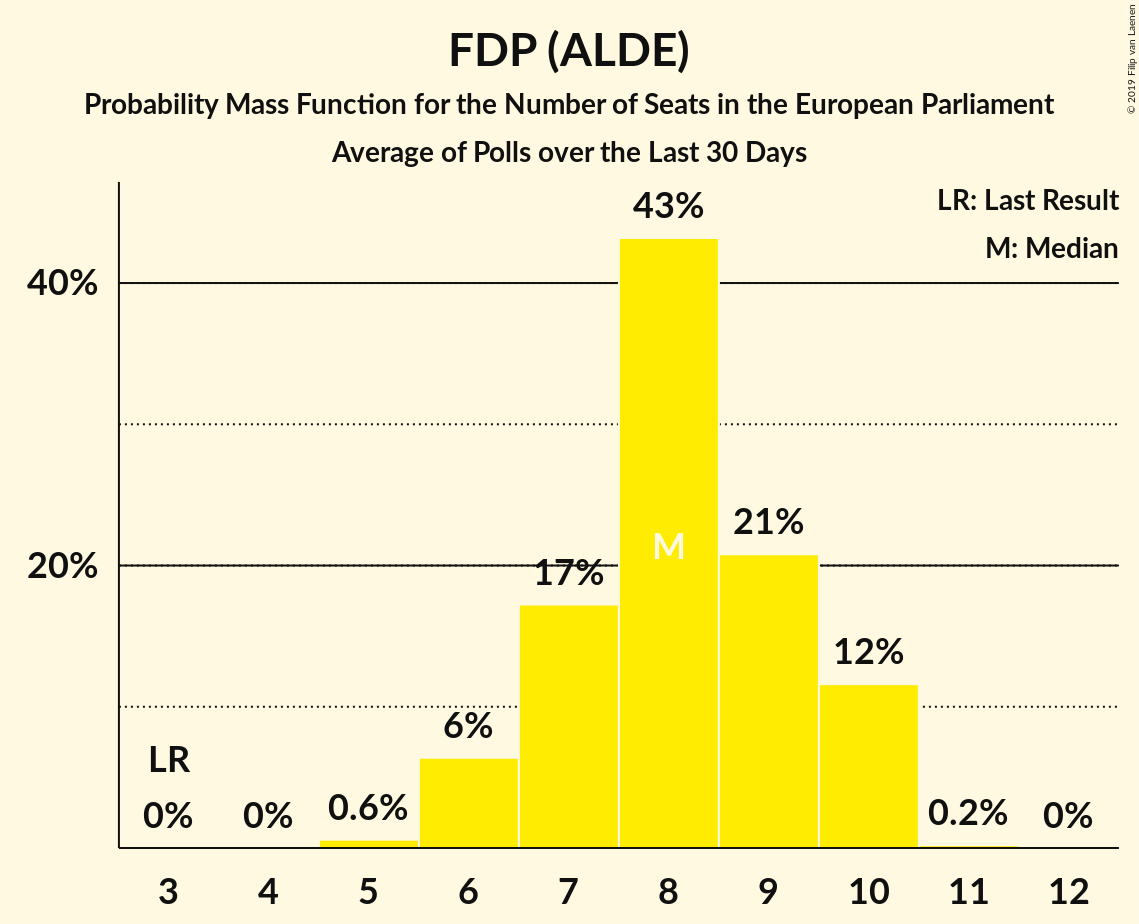 FDP (ALDE)
Probability Mass Function for the Number of Seats in the European Parliament
Average of Polls over the Last 30 Days
© 2019 Filip van Laenen
LR: Last Result
M: Median
43%
40%
21%
M
20%
17%
12%
6%
LR
0%
0%
0.6%
0.2%
0%
3 4 5 6 7 8 9 10 11 12